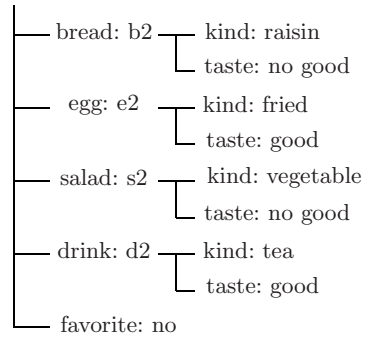 bread: b2 kind: raisin
taste: no good
egg: e2 kind: fried
taste: good
salad: s2 kind: vegetable
taste: no good
drink: d2 kind: tea
taste: good
favorite: no